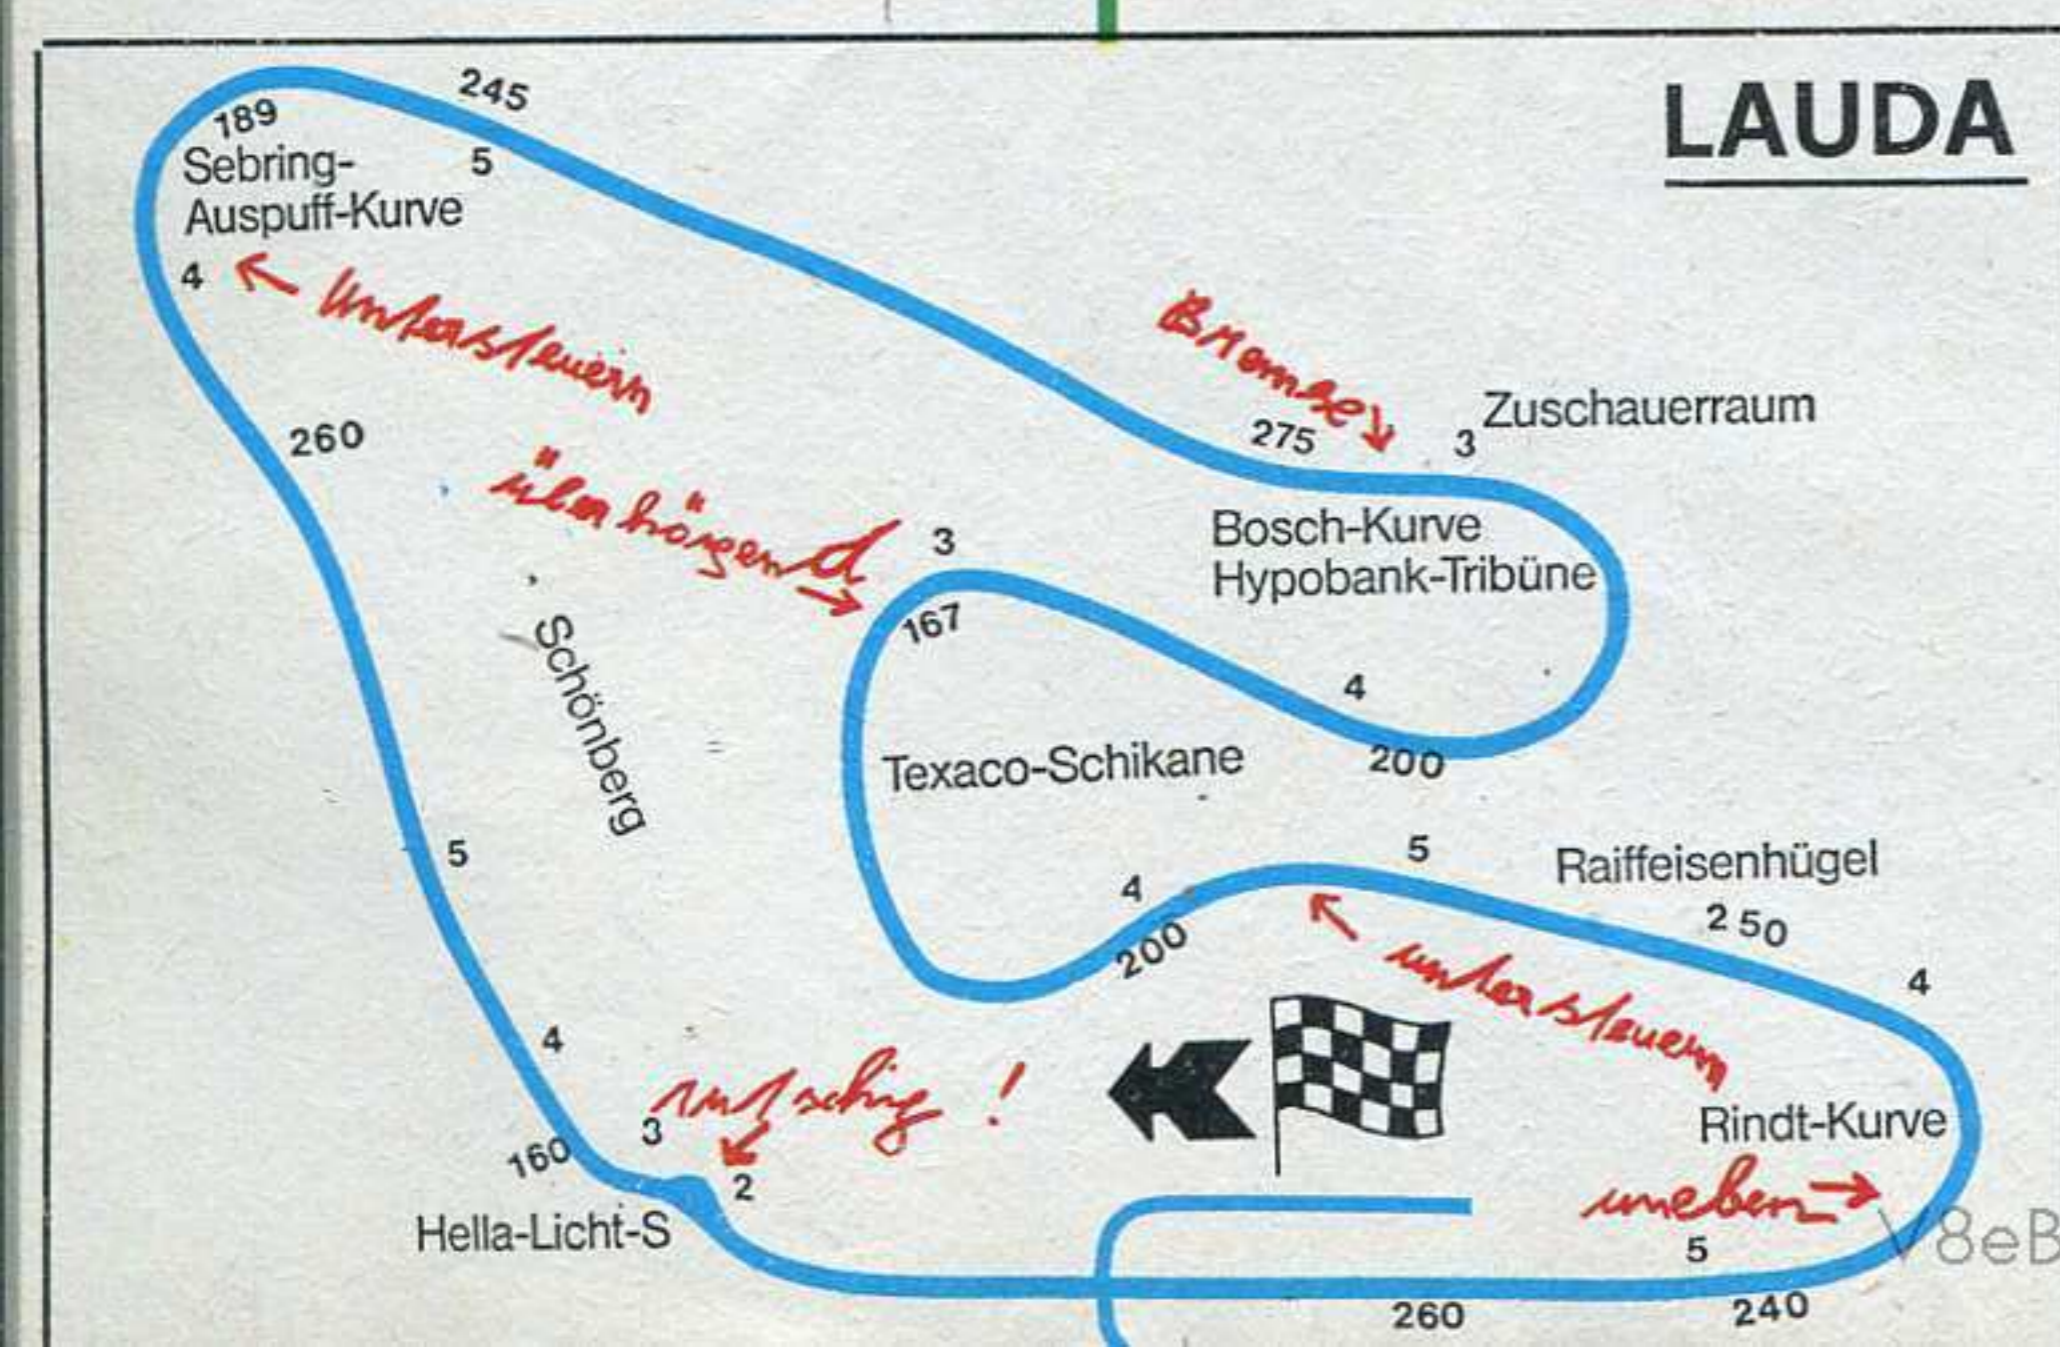 LAUDA
245
189
5
Sebring-
Auspuff-Kurve
4
Untersteuern
Bremse
Zuschauerraum
275
3
260
Bosch-Kurve
Hypobank-Tribüne
3
167
Schönberg
4
200
Texaco-Schikane
5
5
Raiffeisenhügel
4
200
250
4
untersteuern
4
rutschig !
3
Rindt-Kurve
160
2
uneben
Hella-Licht-S
5
V8eB
260
240